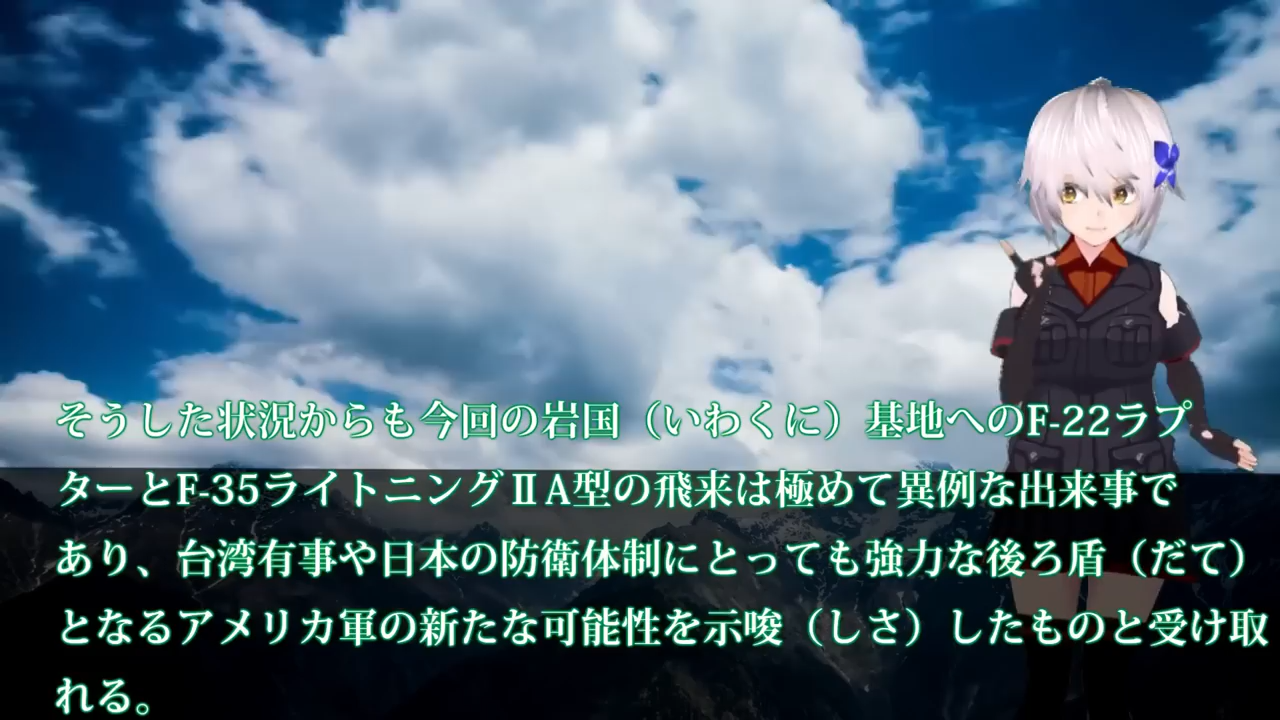 そうした状況からも今回の岩国（いわくに）基地へのF-22ラプ
ターとF-35ライトニングⅡA型の飛来は極めて異例な出来事で
あり、台湾有事や日本の防衛体制にとっても強力な後ろ盾（だて）
となるアメリカ軍の新たな可能性を示唆（しさ）したものと受け取
れる。